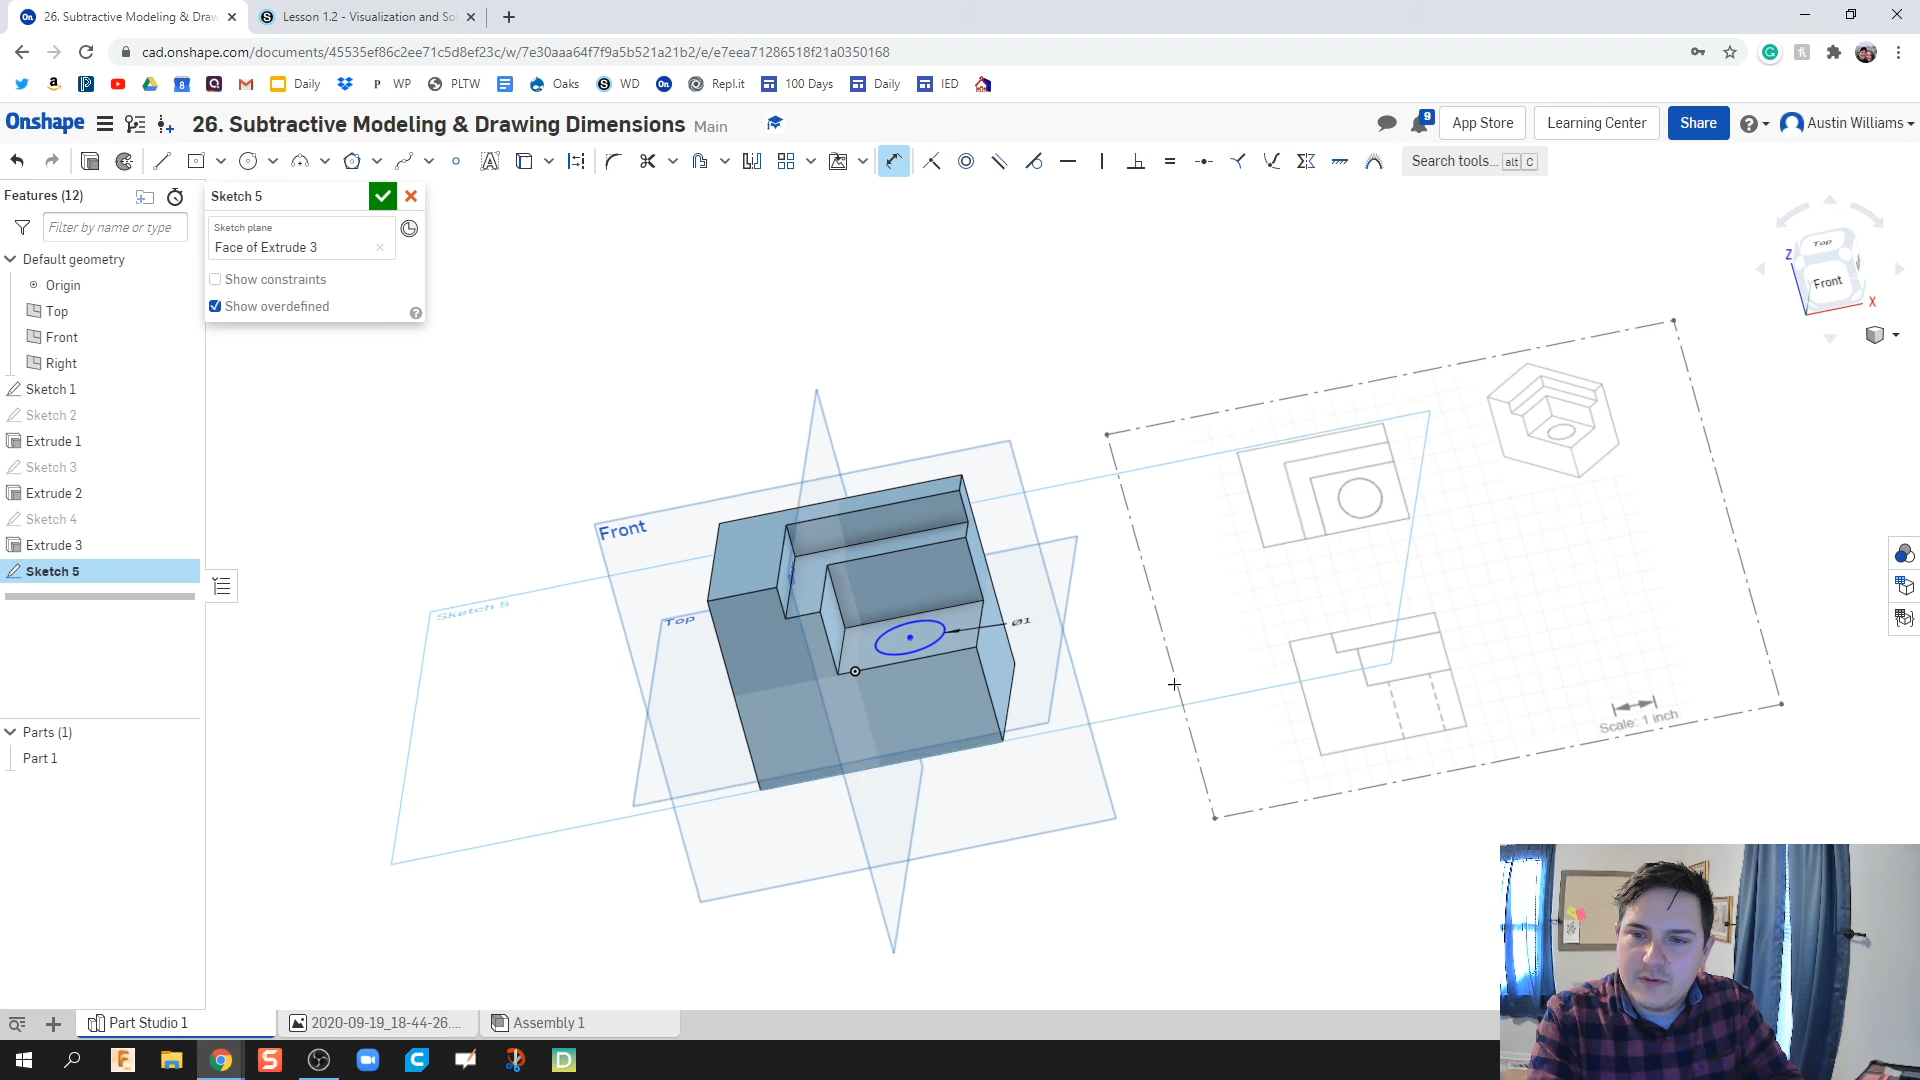 26. Subtractive Modeling & Draw
Lesson 1.2 - Visualization and So
cad.onshape.com/documents/45535ef86c2ee71c5d8ef23c/w/7e30aaa64f7f9a5b521a21b2/e/e7eea71286518f21a0350168
Daily
WP
PLTW
Oaks
WD
Repl.it
100 Days
Daily
IED
Onshape
26. Subtractive Modeling & Drawing Dimensions Main
9
App Store
Learning Center
Share
Austin Williams
Search tools... alt C
Features (12)
Filter by name or type
Default geometry
Origin
Top
Front
Right
Sketch 1
Sketch 2
Extrude 1
Sketch 3
Extrude 2
Sketch 4
Extrude 3
Sketch 5
Sketch 5
Sketch plane
Face of Extrude 3
Show constraints
Show overdefined
Front
Top
Sketch 5
Ø1
Scale: 1 inch
Top
Front
Z
X
Parts (1)
Part 1
Part Studio 1
2020-09-19_18-44-26....
Assembly 1